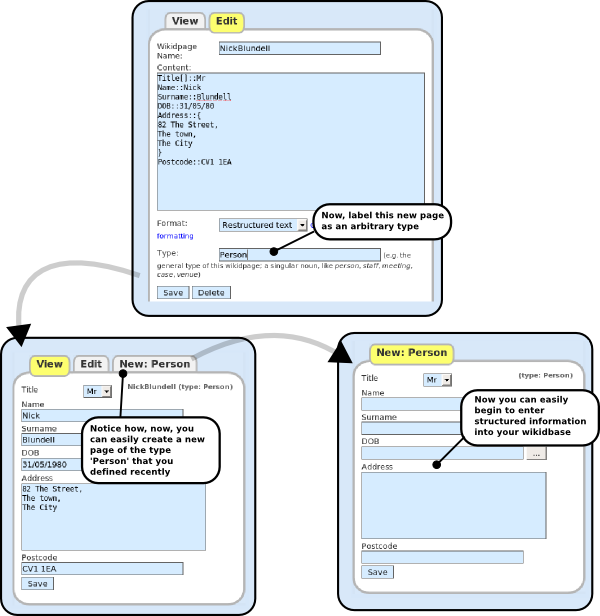 View Edit
Wikidpage
Name:
NickBlundell
Content:
Title[]::Mr
Name::Nick
Surname::Blundell
DOB::31/05/80
Address::{
82 The Street,
The town,
The City
}
Postcode::CV1 1EA
Format: Restructured text
formatting
Now, label this new page
as an arbitrary type
Type: Person (e.g. the
general type of this wikidpage; a singular noun, like person, staff, meeting,
case, venue)
Save Delete
View Edit New: Person
Title Mr NickBlundell (type: Person)
Name
Nick
Surname
Blundell
DOB
31/05/1980
Address
82 The Street,
The town,
The City
Postcode
CV1 1EA
Save
Notice how, now, you
can easily create a new
page of the type
'Person' that you
defined recently
New: Person
(type: Person)
Title Mr
Name
Surname
DOB
...
Address
Postcode
Save
Now you can easily
begin to enter
structured information
into your wikidbase